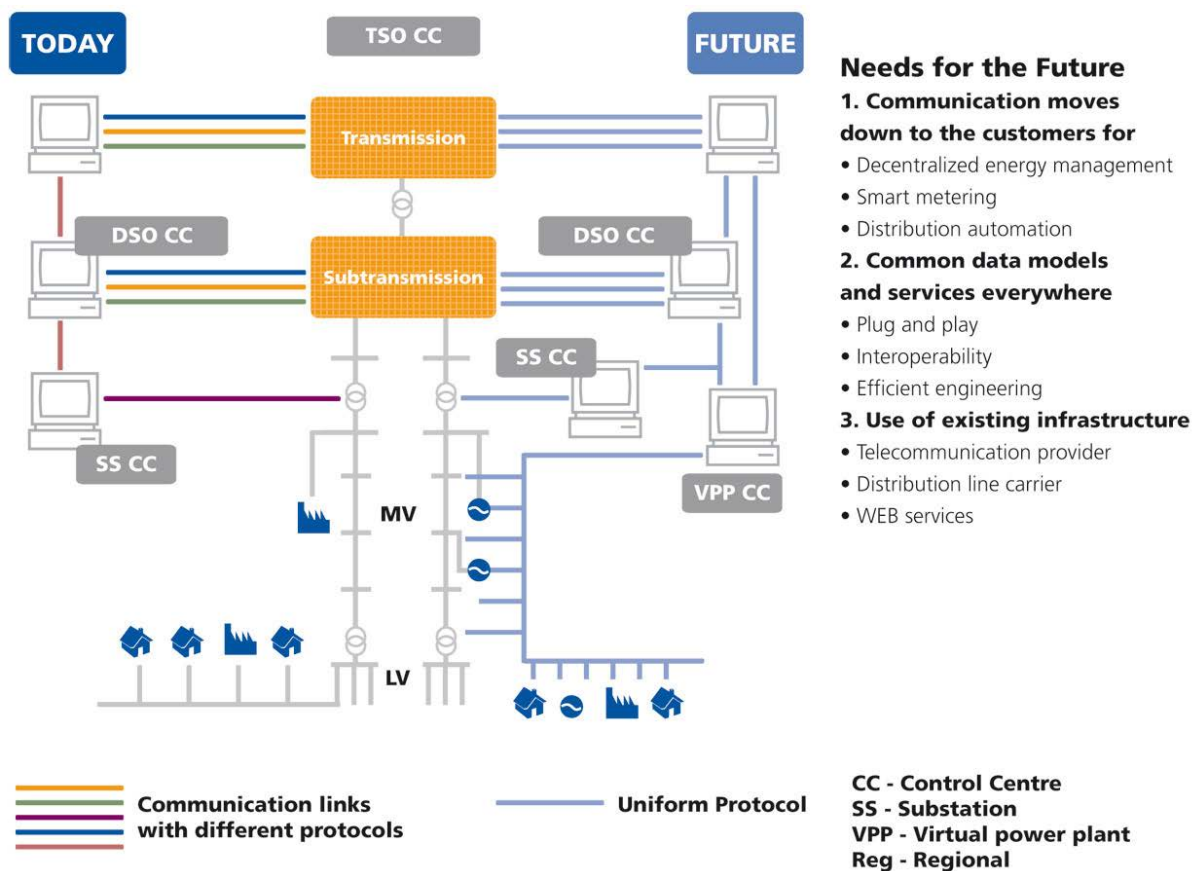 TODAY
TSO CC
FUTURE
Transmission
DSO CC
DSO CC
Subtransmission
SS CC
SS CC
VPP CC
MV
LV
Needs for the Future
1. Communication moves
down to the customers for
• Decentralized energy management
• Smart metering
• Distribution automation
2. Common data models
and services everywhere
• Plug and play
• Interoperability
• Efficient engineering
3. Use of existing infrastructure
• Telecommunication provider
• Distribution line carrier
• WEB services
Communication links
with different protocols
Uniform Protocol
CC - Control Centre
SS - Substation
VPP - Virtual power plant
Reg - Regional